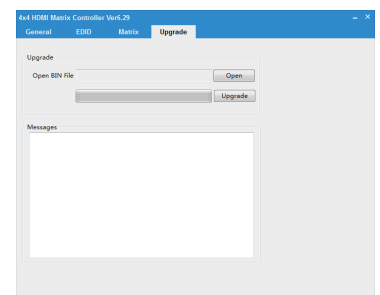 4x4 HDMI Matrix Controller Ver6.29
General EDID Matrix Upgrade
Upgrade
Open BIN File Open
Upgrade
Messages